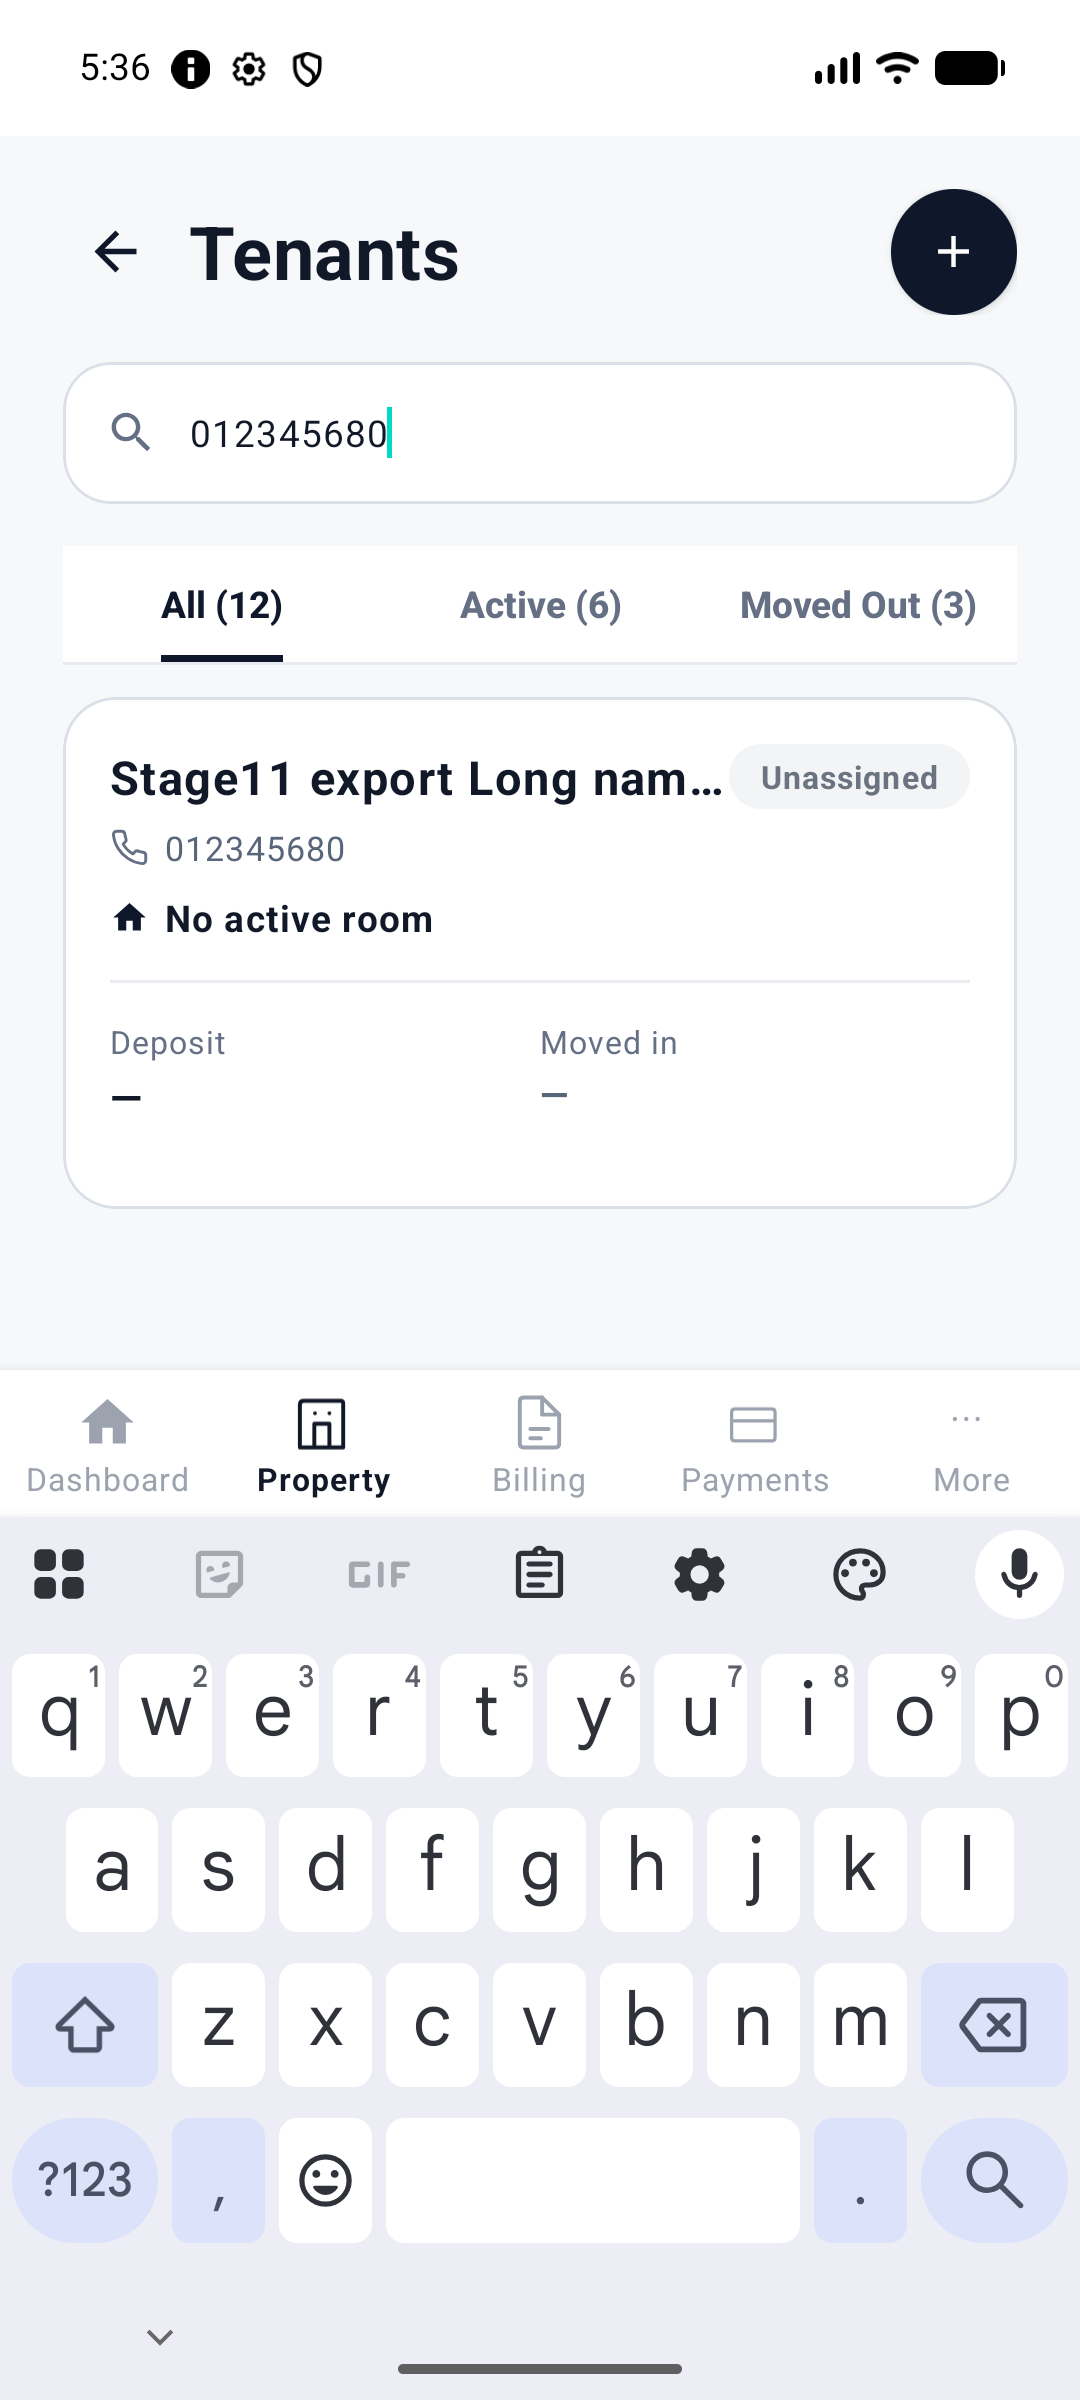 5:36
Tenants
012345680
All (12) Active (6) Moved Out (3)
Stage11 export Long nam... Unassigned
012345680
No active room
Deposit Moved in
– –
Dashboard Property Billing Payments More
GIF
q1 w2 e3 r4 t5 y6 u7 i8 o9 p0
a s d f g h j k l
z x c v b n m
?123 , .